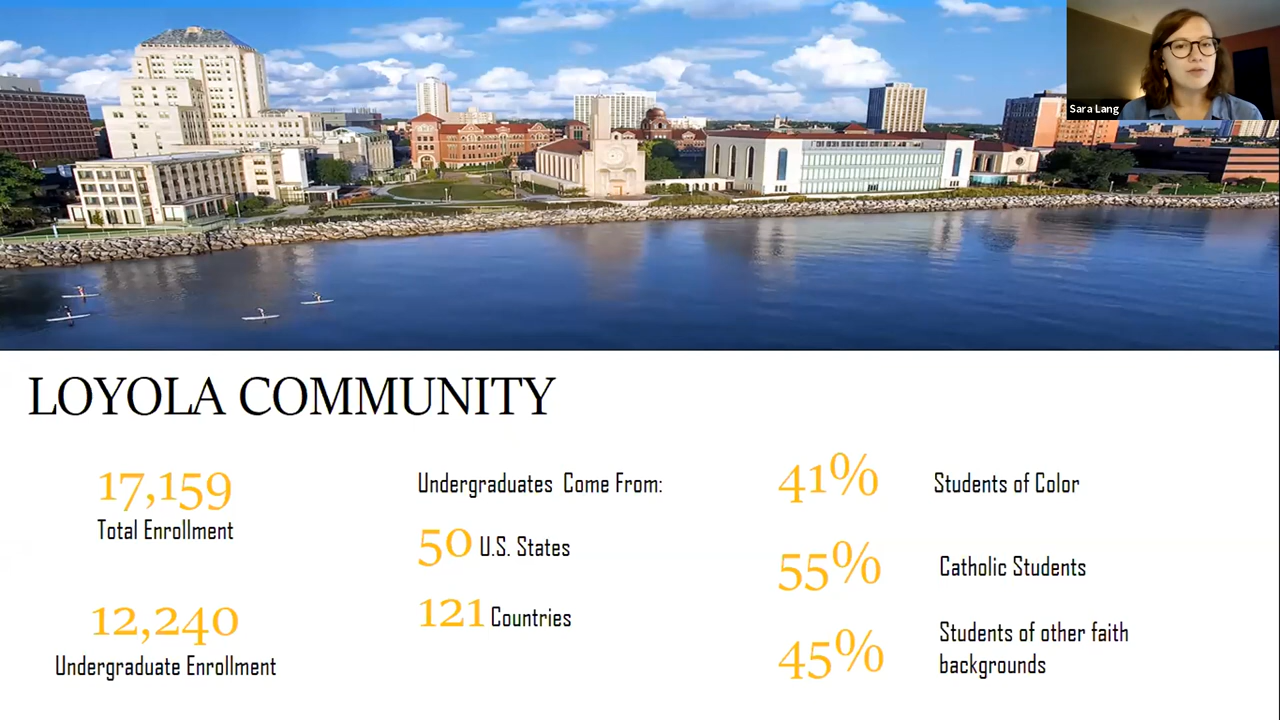 Sara Lang
LOYOLA COMMUNITY
17,159
Total Enrollment
12,240
Undergraduate Enrollment
Undergraduates Come From:
50 U.S. States
121 Countries
41% Students of Color
55% Catholic Students
45% Students of other faith
backgrounds